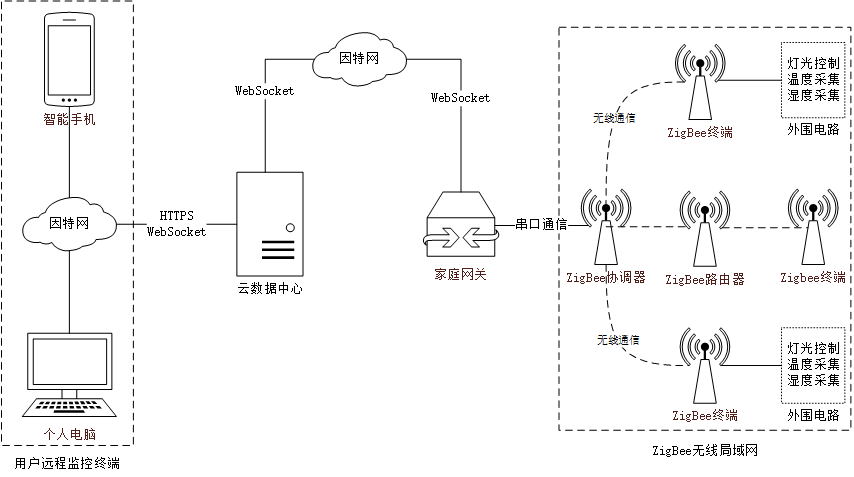 智能手机
因特网
个人电脑
用户远程监控终端
HTTPS
WebSocket
云数据中心
WebSocket
因特网
WebSocket
家庭网关
串口通信
无线通信
ZigBee终端
灯光控制
温度采集
湿度采集
外围电路
ZigBee协调器
ZigBee路由器
Zigbee终端
无线通信
ZigBee终端
灯光控制
温度采集
湿度采集
外围电路
ZigBee无线局域网